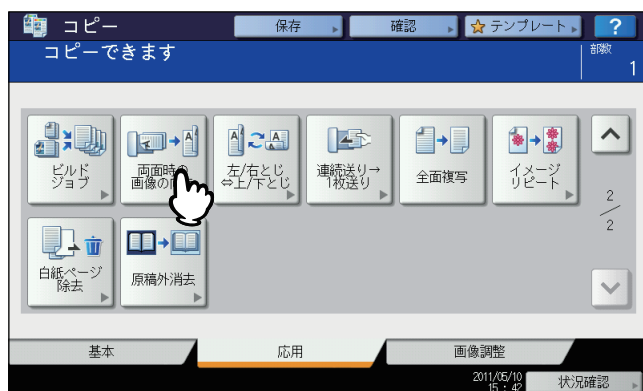 コピー
保存
確認
テンプレート
?
コピーできます
部数
1
ビルド
ジョブ
両面時の
画像の
左/右とじ
⇔上/下とじ
連続送り→
1枚送り
全面複写
イメージ
リピート
2
2
白紙ページ
除去
原稿外消去
基本
応用
画像調整
2011/05/10
15:42
状況確認